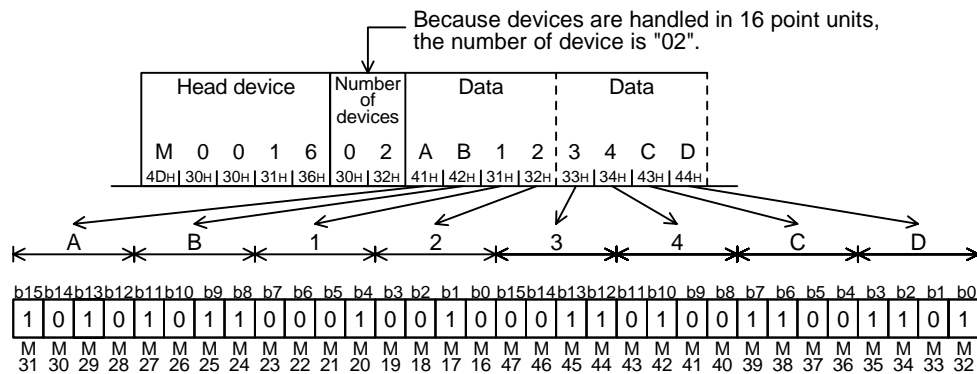 Because devices are handled in 16 point units,
the number of device is "02".
Head device Number of devices Data Data
M 0 0 1 6 0 2 A B 1 2 3 4 C D
4DH 30H 30H 31H 36H 30H 32H 41H 42H 31H 32H 33H 34H 43H 44H
A B 1 2 3 4 C D
b15 b14 b13 b12 b11 b10 b9 b8 b7 b6 b5 b4 b3 b2 b1 b0 b15 b14 b13 b12 b11 b10 b9 b8 b7 b6 b5 b4 b3 b2 b1 b0
1 0 1 0 1 0 1 1 0 0 0 1 0 0 1 0 0 0 1 1 0 1 0 0 1 1 0 0 1 1 0 1
M M M M M M M M M M M M M M M M M M M M M M M M M M M M M M M M
31 30 29 28 27 26 25 24 23 22 21 20 19 18 17 16 47 46 45 44 43 42 41 40 39 38 37 36 35 34 33 32